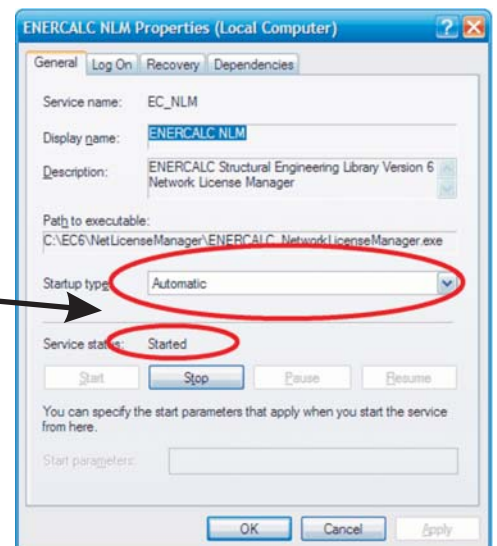 ENERCALC NLM Properties (Local Computer)
General Log On Recovery Dependencies
Service name: EC_NLM
Display name: ENERCALC NLM
Description: ENERCALC Structural Engineering Library Version 6
Network License Manager
Path to executable:
C:\EC6\NetLicenseManager\ENERCALC_NetworkLicenseManager.exe
Startup type: Automatic
Service status: Started
Start Stop Pause Resume
You can specify the start parameters that apply when you start the service
from here.
Start parameters:
OK Cancel Apply